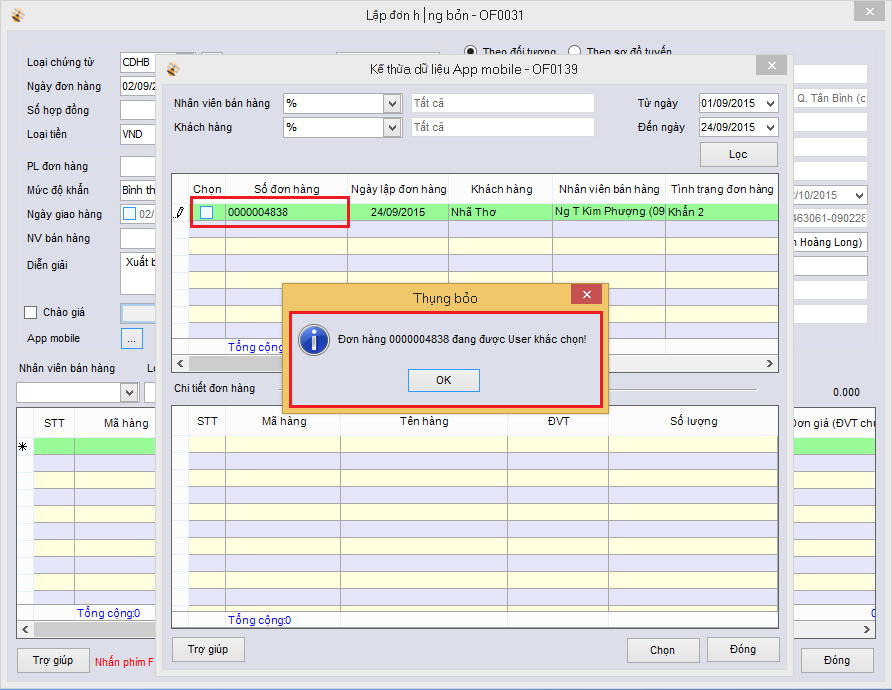 Lập đơn h | ng bỏn - OF0031
Loại chứng từ CDHB
Theo đối tượng Theo sơ đồ tuyến
Ngày đơn hàng 02/09/2
Số hợp đồng
Q. Tân Bình (c
Loại tiền VND
PL đơn hàng
Mức độ khẩn Bình th
/10/2015
Ngày giao hàng 02/
463061-090228
NV bán hàng
n Hoàng Long)
Diễn giải Xuất b
Chào giá
App mobile ...
Nhân viên bán hàng
0.000
STT Mã hàng
Đơn giá (ĐVT chu
Tổng cộng:0
Trợ giúp
Nhấn phím F
Đóng
Kế thừa dữ liệu App mobile - OF0139
Nhân viên bán hàng % Tất cả Từ ngày 01/09/2015
Khách hàng % Tất cả Đến ngày 24/09/2015
Lọc
Chọn Số đơn hàng Ngày lập đơn hàng Khách hàng Nhân viên bán hàng Tình trạng đơn hàng
0000004838 24/09/2015 Nhã Thơ Ng T Kim Phượng (09 Khẩn 2
Tổng cộng
Chi tiết đơn hàng
STT Mã hàng Tên hàng ĐVT Số lượng
Tổng cộng:0
Trợ giúp Chọn Đóng
Thụng bỏo
Đơn hàng 0000004838 đang được User khác chọn!
OK